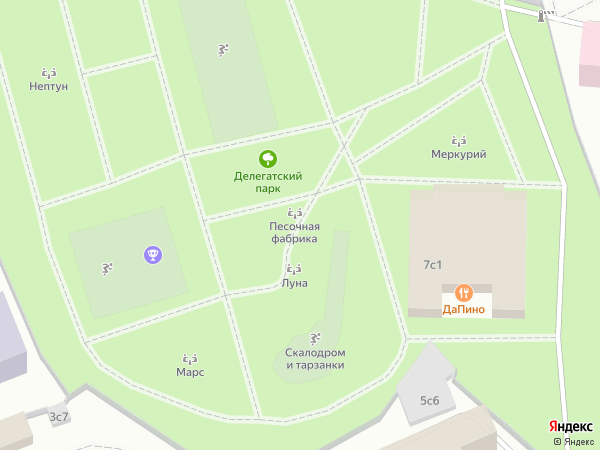 Нептун
Меркурий
Делегатский
парк
Песочная
фабрика
7с1
Луна
ДаПино
Скалодром
и тарзанки
Марс
5с6
3с7
Яндекс
© Яндекс